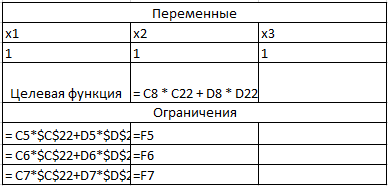 Переменные
x1 x2 x3
1 1 1
Целевая функция = C8 * C22 + D8 * D22
Ограничения
= C5*$C$22+D5*$D$2 =F5
= C6*$C$22+D6*$D$2 =F6
= C7*$C$22+D7*$D$2 =F7